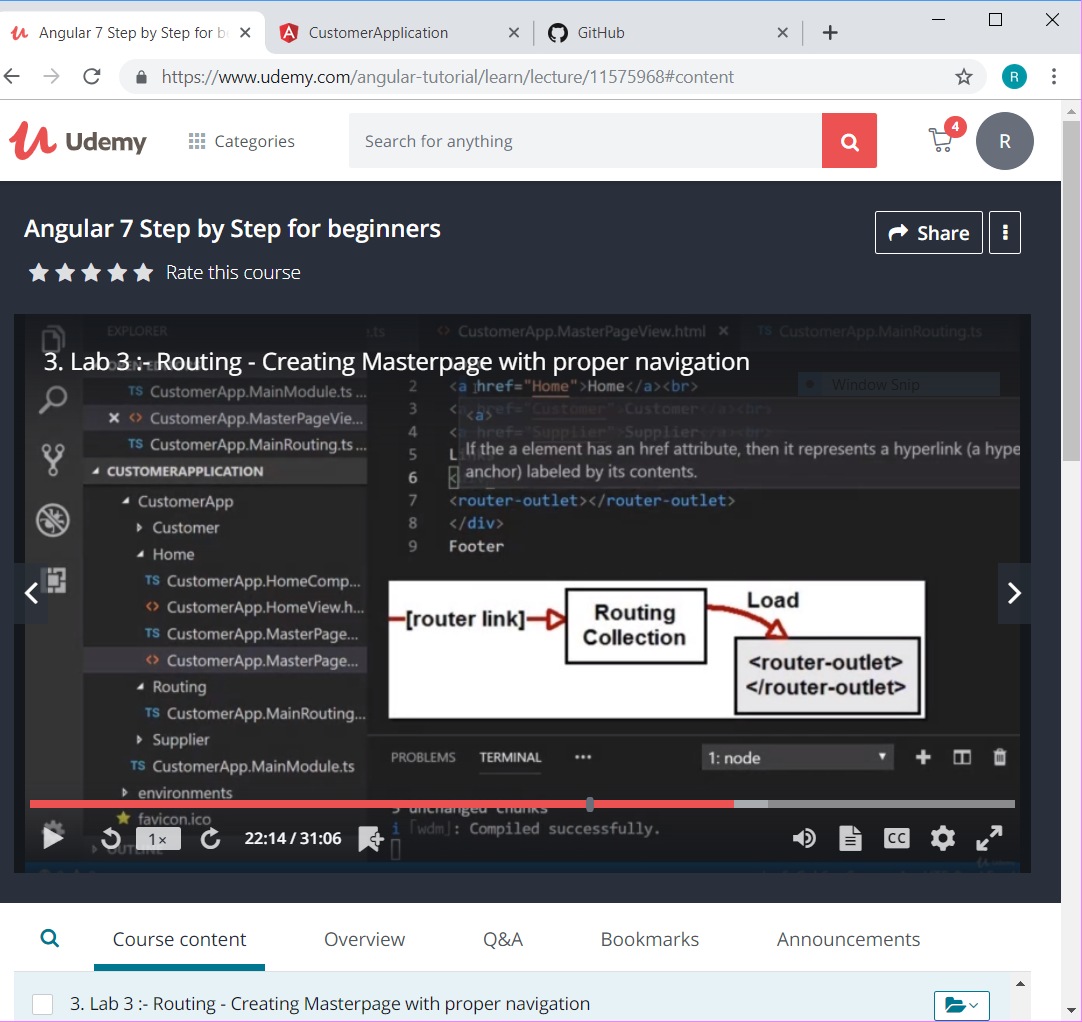 Angular 7 Step by Step for b
CustomerApplication
GitHub
https://www.udemy.com/angular-tutorial/learn/lecture/11575968#content
R
Udemy
Categories
Search for anything
4
R
Angular 7 Step by Step for beginners
Share
Rate this course
EXPLORER
.ts
CustomerApp.MasterPageView.html
TS CustomerApp.MainRouting.ts
3. Lab 3 :- Routing - Creating Masterpage with proper navigation
TS CustomerApp.MainModule.ts ...
CustomerApp.MasterPageVie...
TS CustomerApp.MainRouting.ts ...
CUSTOMERAPPLICATION
CustomerApp
Customer
Home
TS CustomerApp.HomeComp...
CustomerApp.HomeView.h...
TS CustomerApp.MasterPage...
CustomerApp.MasterPage...
Routing
TS CustomerApp.MainRouting...
Supplier
TS CustomerApp.MainModule.ts
environments
favicon.ico
OUTLINE
2 <a href="Home">Home</a><br>
Window Snip
3 <a href="Customer">Customer</a><br>
<a>
4 <a href="Supplier">Supplier</a><br>
If the a element has an href attribute, then it represents a hyperlink (a hype
5
anchor) labeled by its contents.
6
7 <router-outlet></router-outlet>
8 </div>
9 Footer
[router link]
Routing
Collection
Load
<router-outlet>
</router-outlet>
PROBLEMS
TERMINAL
1: node
5 unchanged chunks
i ｢wdm｣: Compiled successfully.
1x
22:14 / 31:06
CC
Course content
Overview
Q&A
Bookmarks
Announcements
3. Lab 3 :- Routing - Creating Masterpage with proper navigation